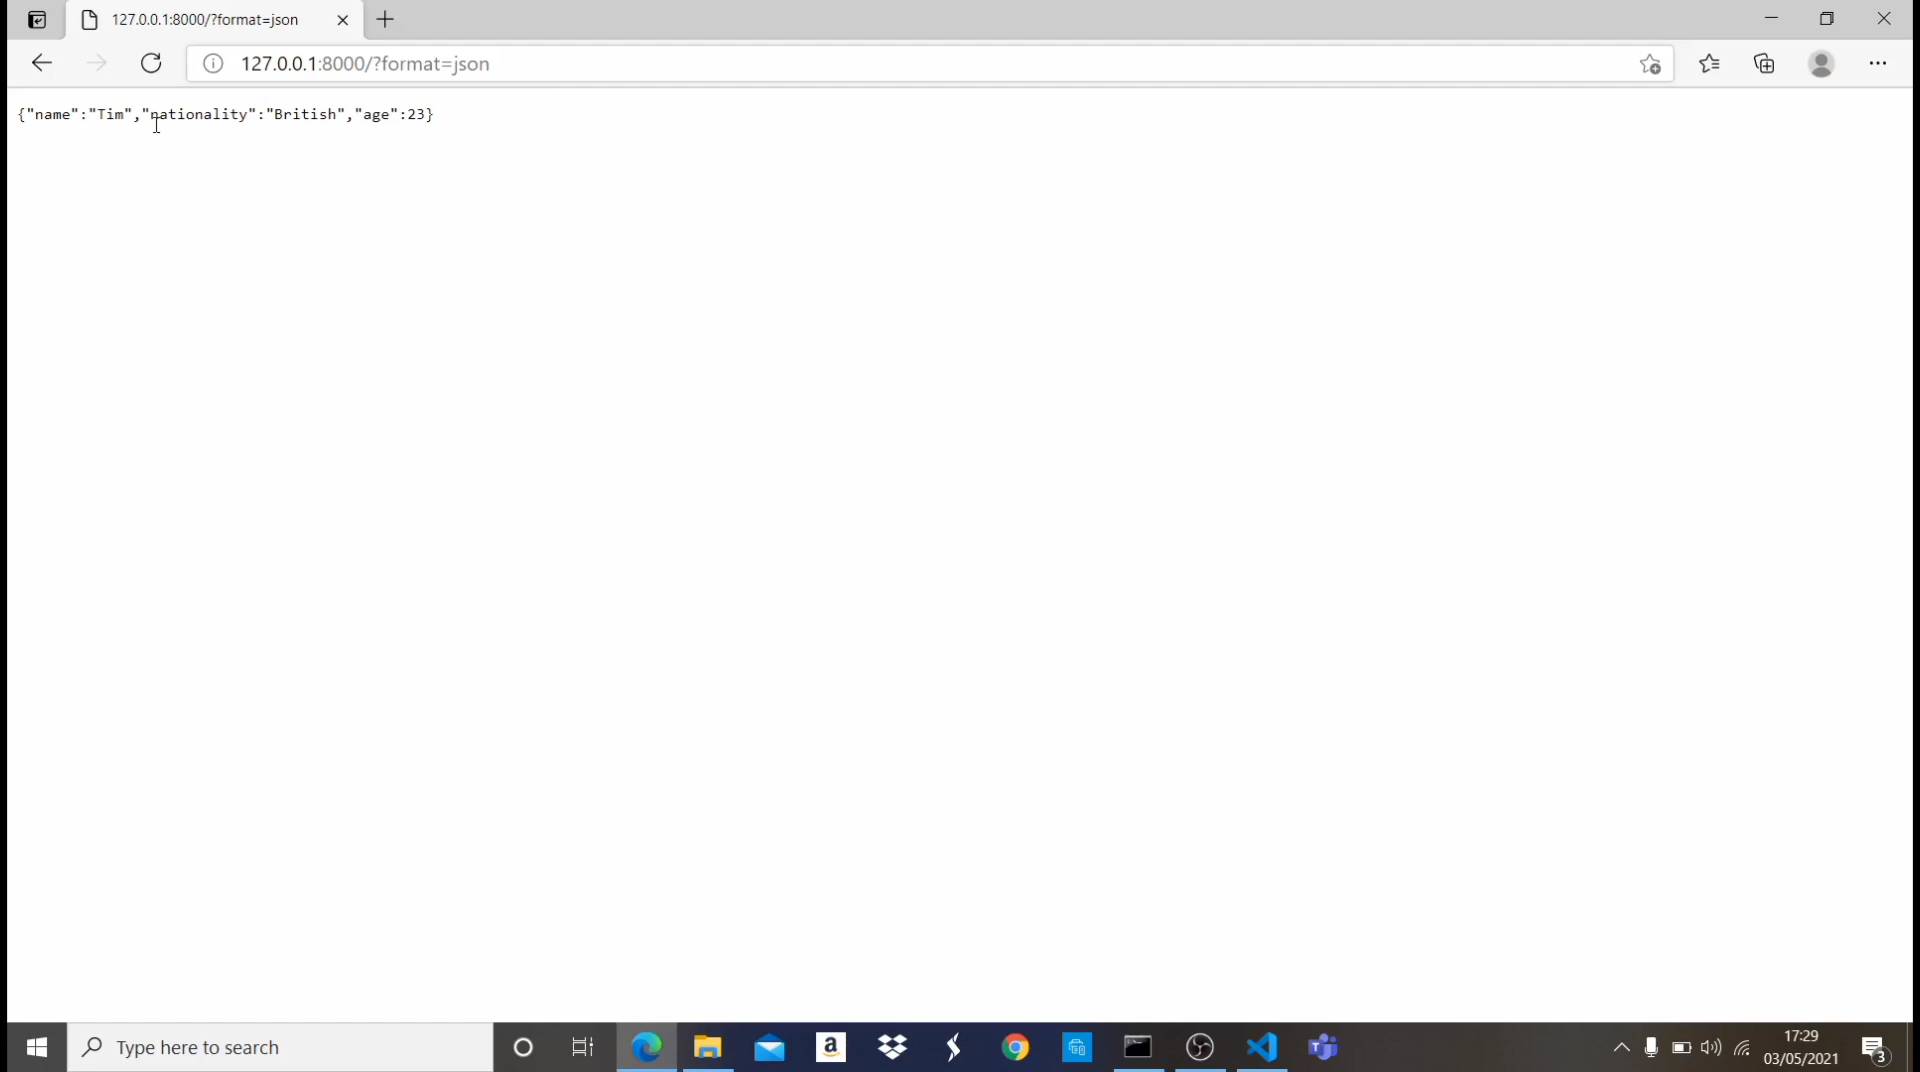 127.0.0.1:8000/?format=json
127.0.0.1:8000/?format=json
{"name":"Tim","nationality":"British","age":23}
Type here to search
17:29
03/05/2021
3